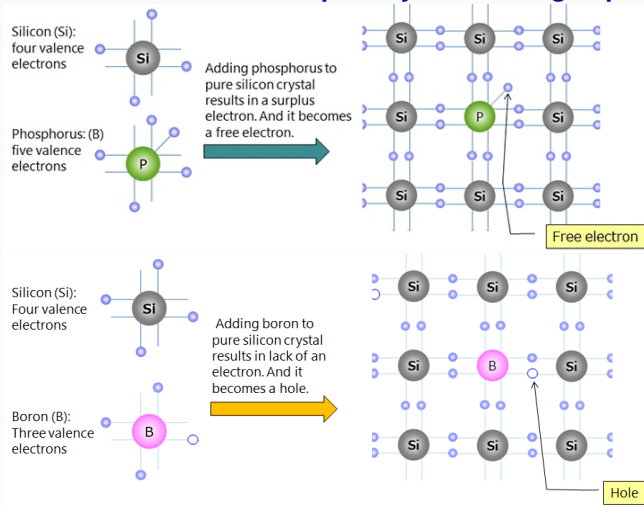 Silicon (Si):
four valence
electrons
Si
Phosphorus: (B)
five valence
electrons
P
Adding phosphorus to
pure silicon crystal
results in a surplus
electron. And it becomes
a free electron.
Si Si Si
Si P Si
Si Si Si
Free electron
Silicon (Si):
Four valence
electrons
Si
Boron (B):
Three valence
electrons
B
Adding boron to
pure silicon crystal
results in lack of an
electron. And it
becomes a hole.
Si Si Si
Si B Si
Si Si Si
Hole